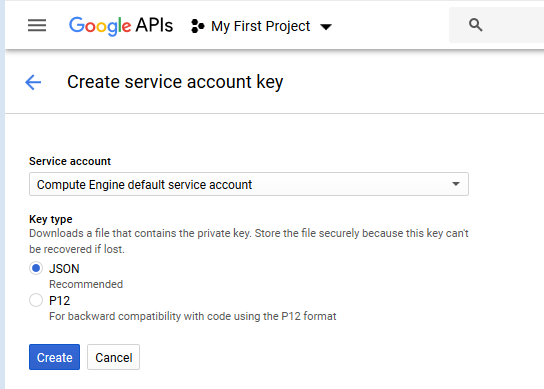 Google APIs My First Project
Create service account key
Service account
Compute Engine default service account
Key type
Downloads a file that contains the private key. Store the file securely because this key can't
be recovered if lost.
JSON
Recommended
P12
For backward compatibility with code using the P12 format
Create Cancel